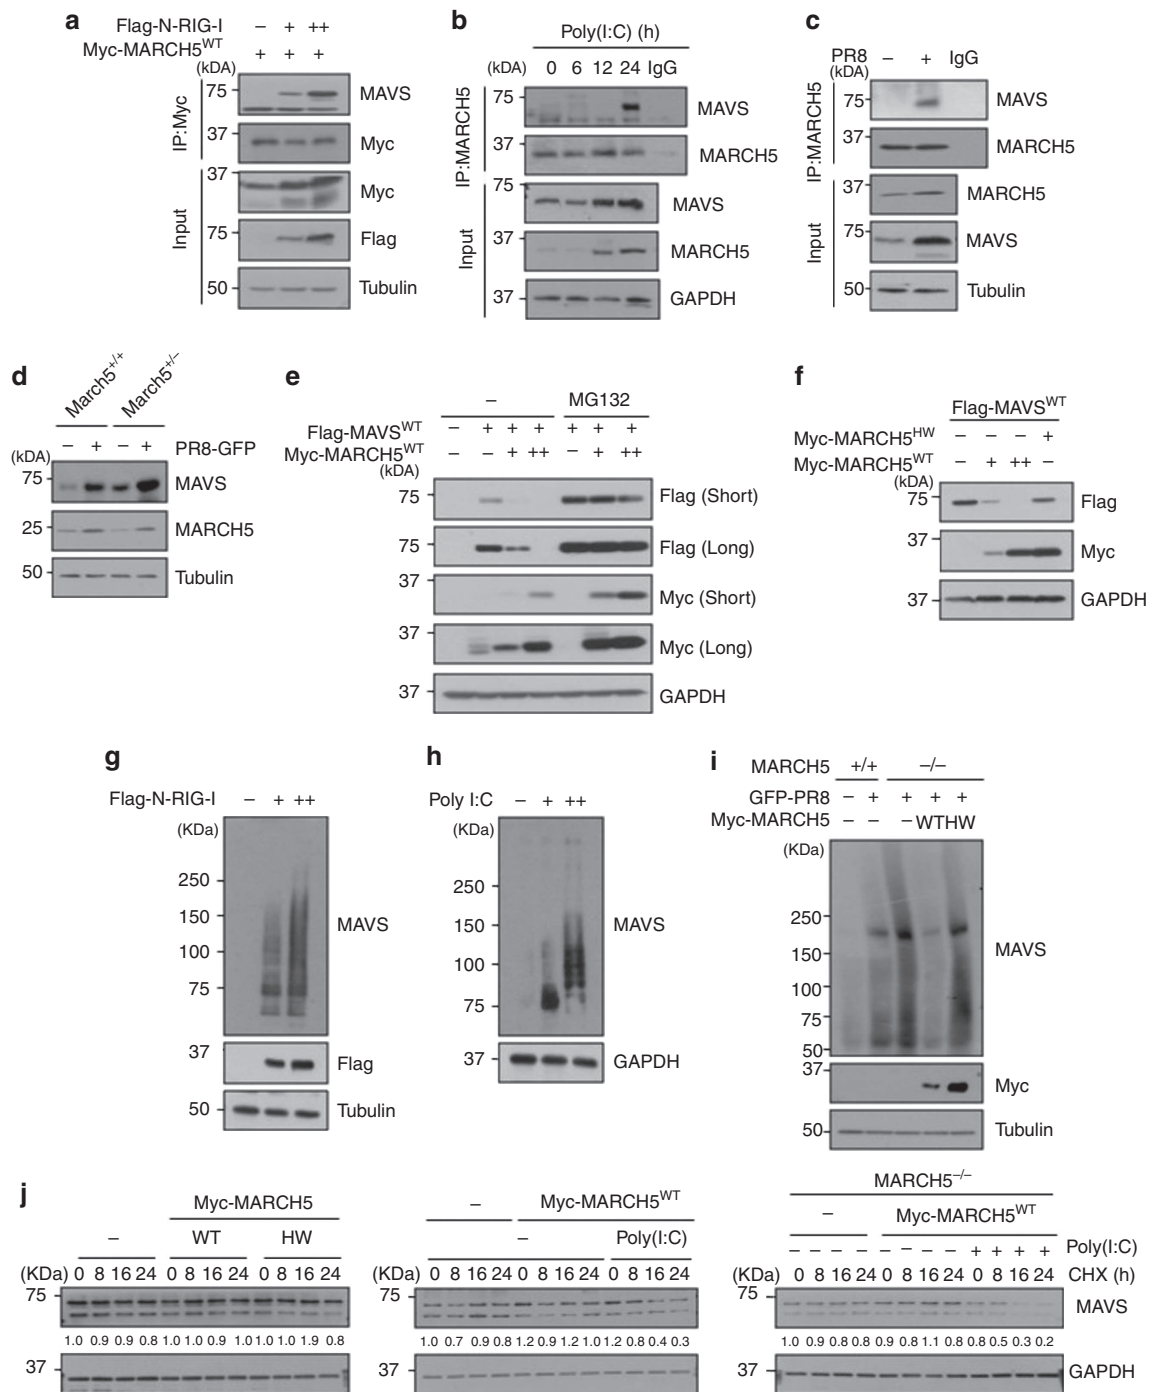 a
Flag-N-RIG-I – + ++
Myc-MARCH5WT + + +
(kDA)
IP:Myc
75 MAVS
37 Myc
Input
37 Myc
75 Flag
50 Tubulin
b
Poly(I:C) (h)
(kDA) 0 6 12 24 IgG
IP:MARCH5
75 MAVS
37 MARCH5
Input
75 MAVS
37 MARCH5
37 GAPDH
c
PR8 – + IgG
(kDA)
IP:MARCH5
75 MAVS
37 MARCH5
Input
37 MARCH5
75 MAVS
50 Tubulin
d
March5+/+ March5+/–
– + – + PR8-GFP
(kDA)
75 MAVS
25 MARCH5
50 Tubulin
e
– MG132
Flag-MAVSWT – + + + + + +
Myc-MARCH5WT – – + ++ – + ++
(kDA)
75 Flag (Short)
75 Flag (Long)
37 Myc (Short)
37 Myc (Long)
37 GAPDH
f
Flag-MAVSWT
Myc-MARCH5HW – – – +
Myc-MARCH5WT – + ++ –
(kDA)
75 Flag
37 Myc
37 GAPDH
g
Flag-N-RIG-I – + ++
(KDa)
250
150 MAVS
100
75
37 Flag
50 Tubulin
h
Poly I:C – + ++
(KDa)
250
150 MAVS
100
75
37 GAPDH
i
MARCH5 +/+ –/–
GFP-PR8 – + + + +
Myc-MARCH5 – – – WT HW
(KDa)
250
150 MAVS
100
75
50
37 Myc
50 Tubulin
j
Myc-MARCH5
– WT HW
(KDa) 0 8 16 24 0 8 16 24 0 8 16 24
75
1.0 0.9 0.9 0.8 1.0 1.0 0.9 1.0 1.0 1.0 1.9 0.8
37
– Myc-MARCH5WT
– Poly(I:C)
(KDa) 0 8 16 24 0 8 16 24 0 8 16 24
75
1.0 0.7 0.9 0.8 1.2 0.9 1.2 1.0 1.2 0.8 0.4 0.3
37
MARCH5–/–
– Myc-MARCH5WT
– – – – – – – – + + + + Poly(I:C)
(KDa) 0 8 16 24 0 8 16 24 0 8 16 24 CHX (h)
75 MAVS
1.0 0.9 0.8 0.8 0.9 0.8 1.1 0.8 0.8 0.5 0.3 0.2
37 GAPDH